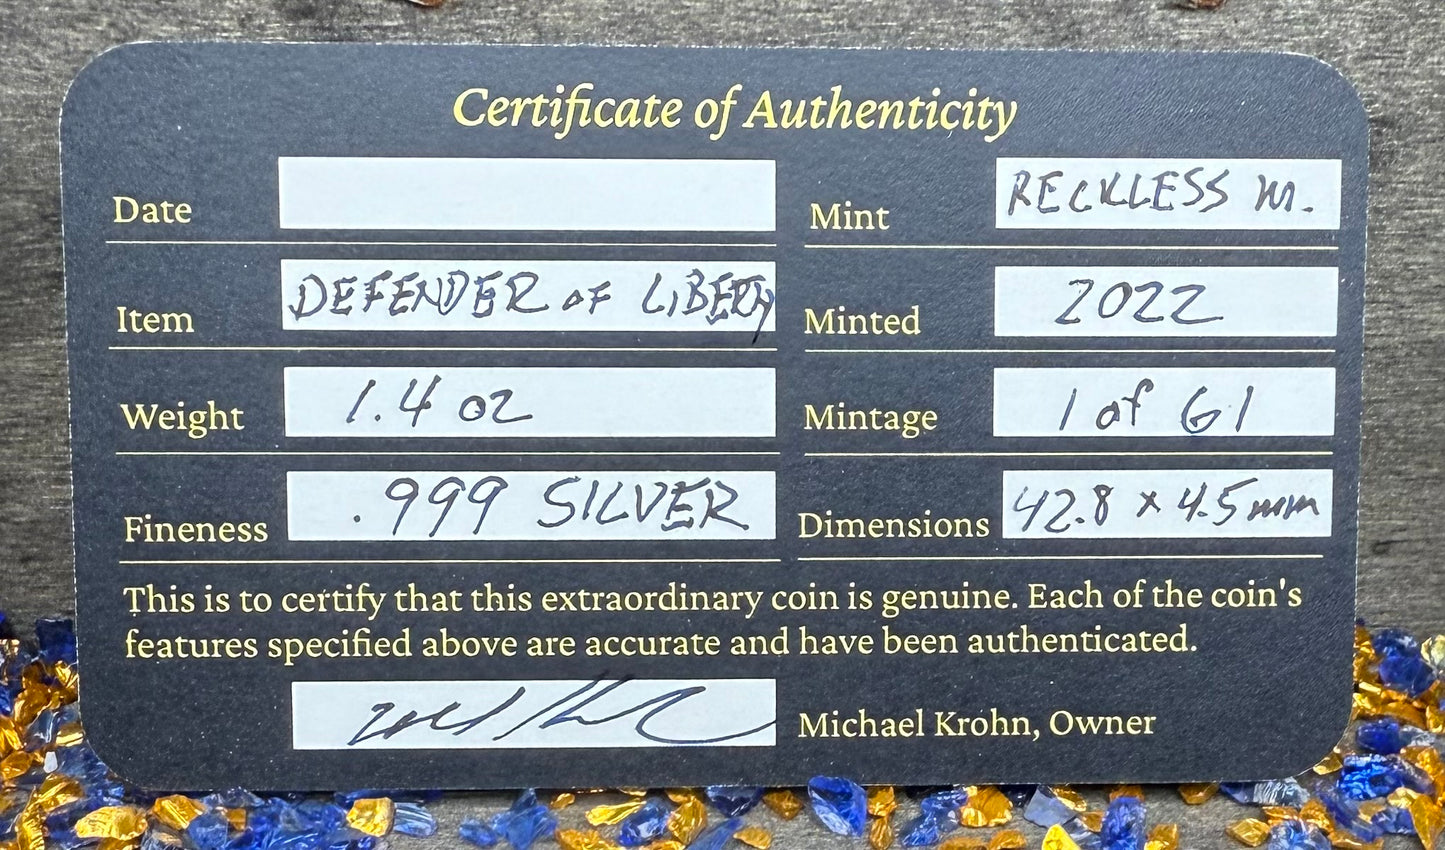 Certificate of Authenticity
Date
Mint RECKLESS M.
Item DEFENDER OF LIBERTY
Minted 2022
Weight 1.4 oz
Mintage 1 of 61
Fineness .999 SILVER
Dimensions 42.8 x 4.5mm
This is to certify that this extraordinary coin is genuine. Each of the coin's
features specified above are accurate and have been authenticated.
Michael Krohn, Owner